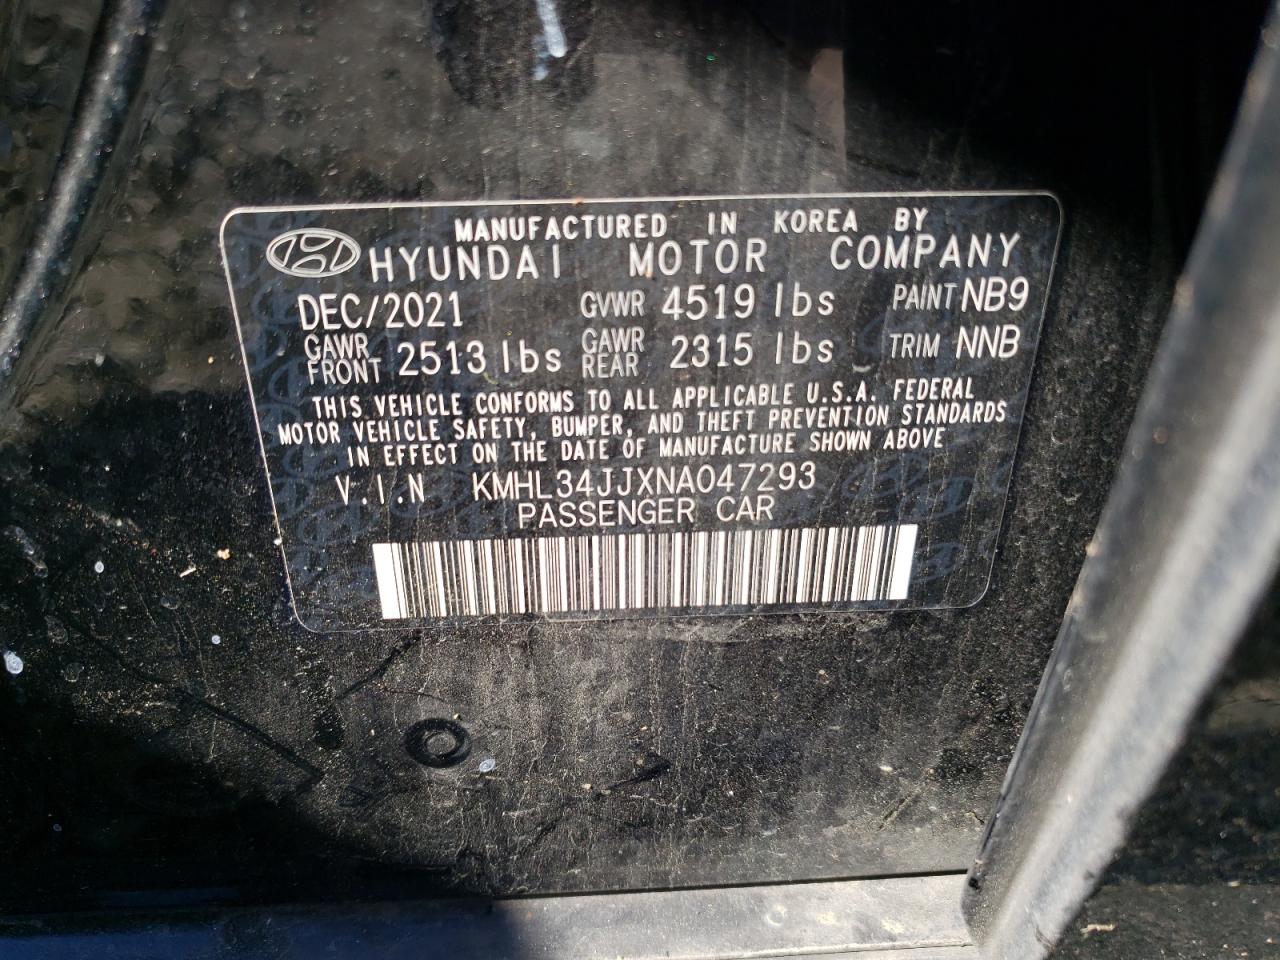 MANUFACTURED IN KOREA BY
HYUNDAI MOTOR COMPANY
DEC/2021 GVWR 4519 lbs PAINT NB9
GAWR FRONT 2513 lbs GAWR REAR 2315 lbs TRIM NNB
THIS VEHICLE CONFORMS TO ALL APPLICABLE U.S.A. FEDERAL
MOTOR VEHICLE SAFETY, BUMPER, AND THEFT PREVENTION STANDARDS
IN EFFECT ON THE DATE OF MANUFACTURE SHOWN ABOVE
V.I.N KMHL34JJXNA047293
PASSENGER CAR